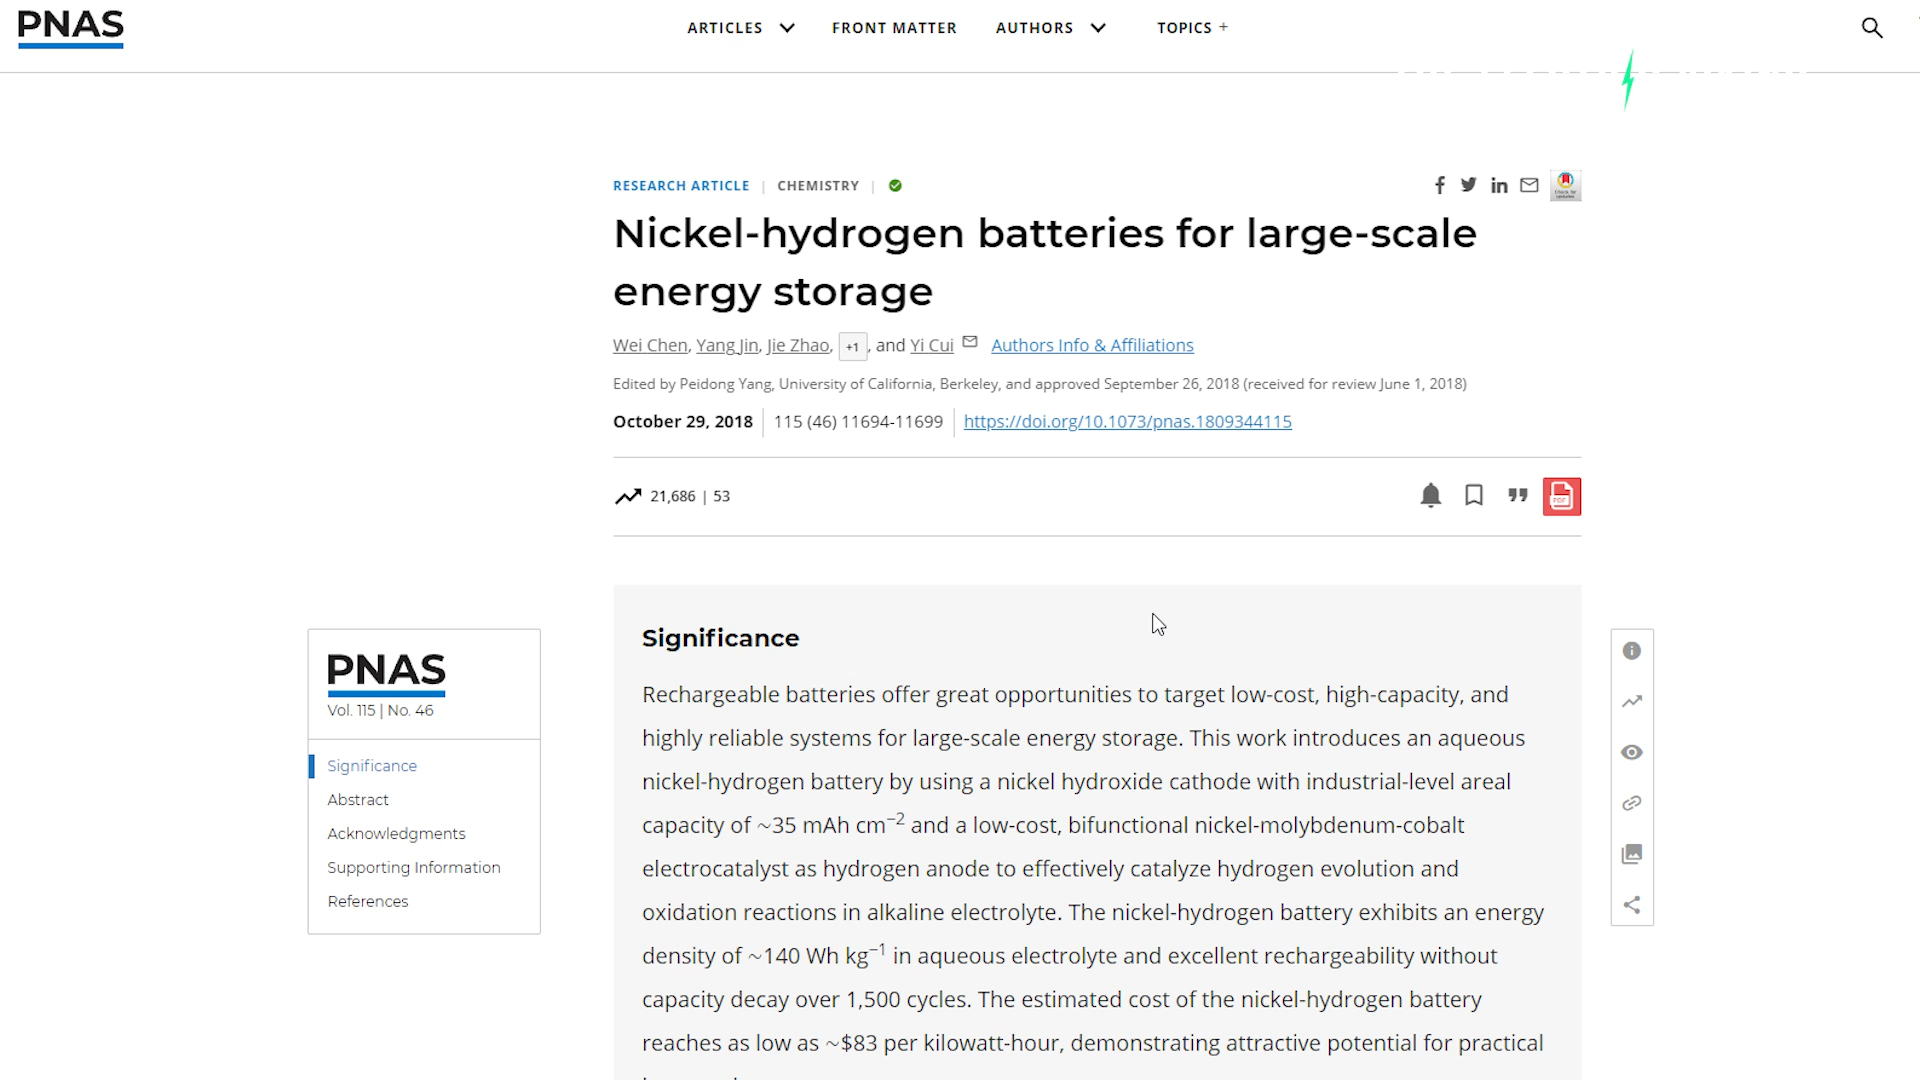 PNAS
ARTICLES
FRONT MATTER
AUTHORS
TOPICS +
RESEARCH ARTICLE | CHEMISTRY |
Nickel-hydrogen batteries for large-scale
energy storage
Wei Chen, Yang Jin, Jie Zhao, +1, and Yi Cui Authors Info & Affiliations
Edited by Peidong Yang, University of California, Berkeley, and approved September 26, 2018 (received for review June 1, 2018)
October 29, 2018 | 115 (46) 11694-11699 | https://doi.org/10.1073/pnas.1809344115
21,686 | 53
PDF
PNAS
Vol. 115 | No. 46
Significance
Abstract
Acknowledgments
Supporting Information
References
Significance
Rechargeable batteries offer great opportunities to target low-cost, high-capacity, and
highly reliable systems for large-scale energy storage. This work introduces an aqueous
nickel-hydrogen battery by using a nickel hydroxide cathode with industrial-level areal
capacity of ~35 mAh cm⁻² and a low-cost, bifunctional nickel-molybdenum-cobalt
electrocatalyst as hydrogen anode to effectively catalyze hydrogen evolution and
oxidation reactions in alkaline electrolyte. The nickel-hydrogen battery exhibits an energy
density of ~140 Wh kg⁻¹ in aqueous electrolyte and excellent rechargeability without
capacity decay over 1,500 cycles. The estimated cost of the nickel-hydrogen battery
reaches as low as ~$83 per kilowatt-hour, demonstrating attractive potential for practical